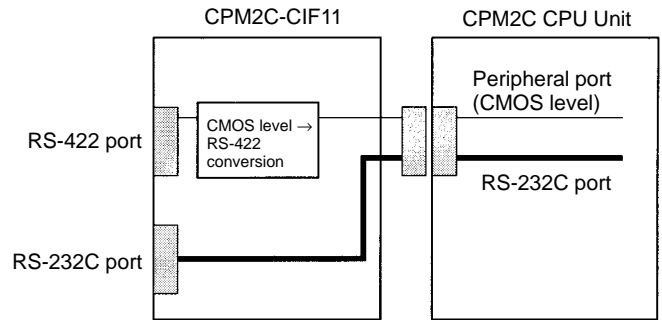 CPM2C-CIF11
CPM2C CPU Unit
Peripheral port
(CMOS level)
CMOS level →
RS-422
conversion
RS-422 port
RS-232C port
RS-232C port